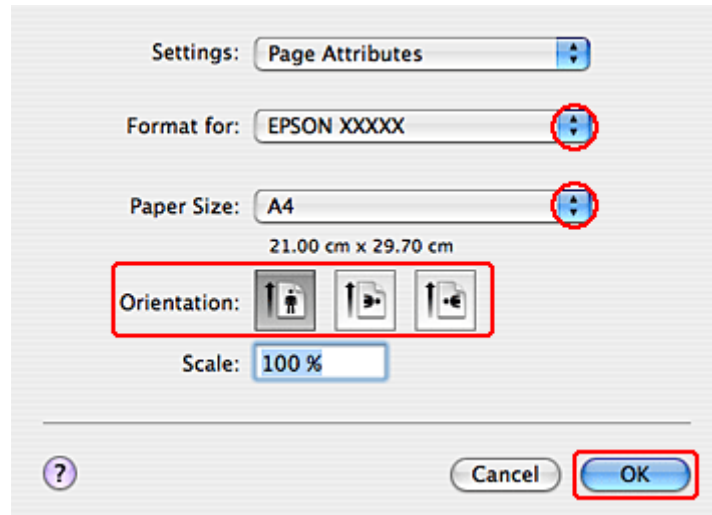 Settings: Page Attributes
Format for: EPSON XXXXX
Paper Size: A4
21.00 cm x 29.70 cm
Orientation:
Scale: 100 %
? Cancel OK